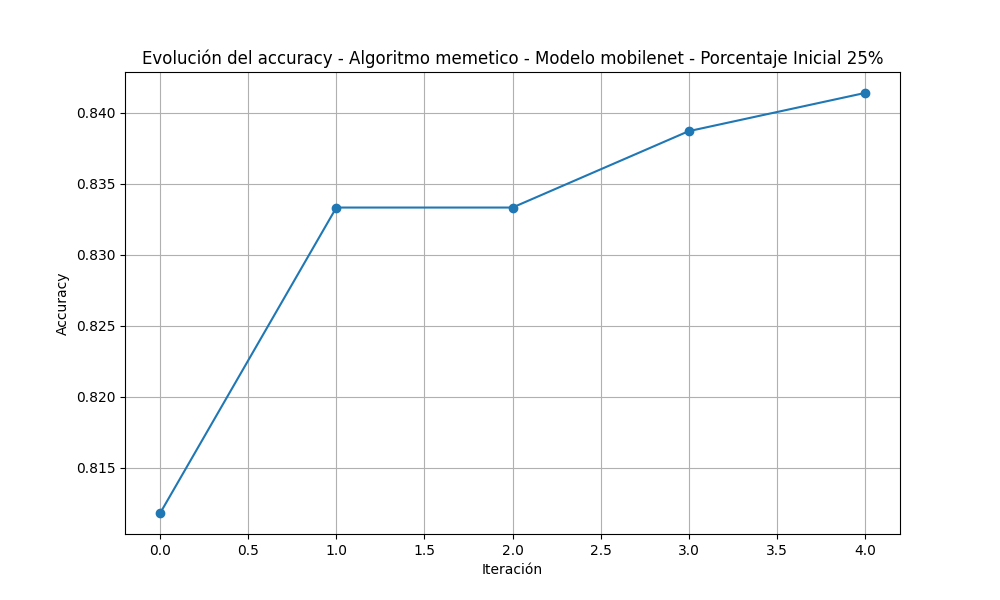 Evolución del accuracy - Algoritmo memetico - Modelo mobilenet - Porcentaje Inicial 25%
0.840
0.835
0.830
0.825
0.820
0.815
Accuracy
0.0 0.5 1.0 1.5 2.0 2.5 3.0 3.5 4.0
Iteración